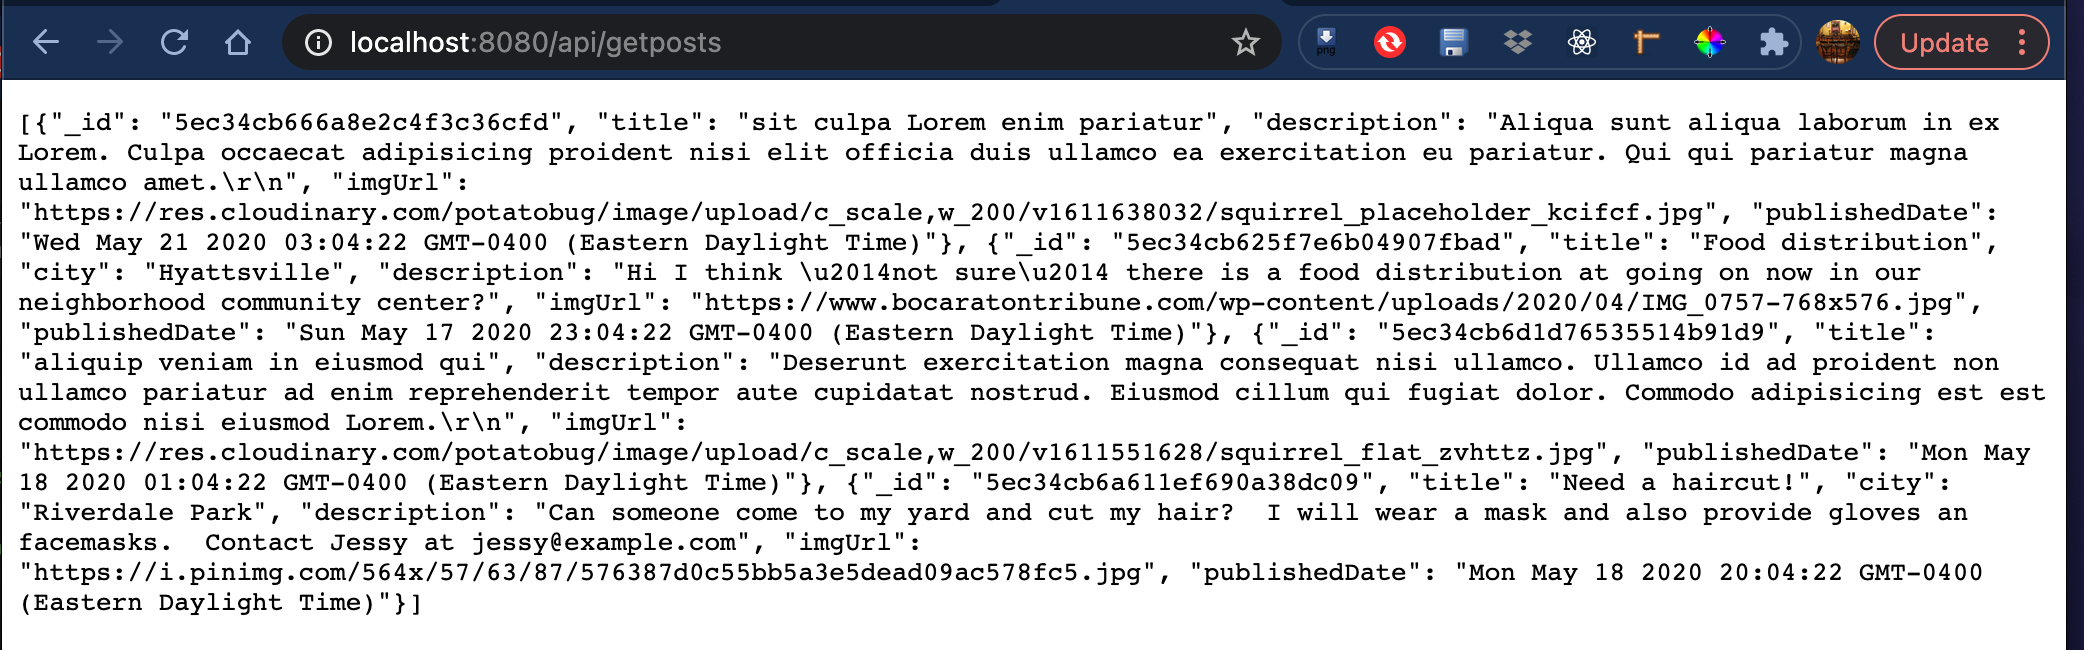 localhost:8080/api/getposts
png
Update
[{"_id": "5ec34cb666a8e2c4f3c36cfd", "title": "sit culpa Lorem enim pariatur", "description": "Aliqua sunt aliqua laborum in ex
Lorem. Culpa occaecat adipisicing proident nisi elit officia duis ullamco ea exercitation eu pariatur. Qui qui pariatur magna
ullamco amet.\r\n", "imgUrl":
"https://res.cloudinary.com/potatobug/image/upload/c_scale,w_200/v1611638032/squirrel_placeholder_kcifcf.jpg", "publishedDate":
"Wed May 21 2020 03:04:22 GMT-0400 (Eastern Daylight Time)"}, {"_id": "5ec34cb625f7e6b04907fbad", "title": "Food distribution",
"city": "Hyattsville", "description": "Hi I think \u2014not sure\u2014 there is a food distribution at going on now in our
neighborhood community center?", "imgUrl": "https://www.bocaratontribune.com/wp-content/uploads/2020/04/IMG_0757-768x576.jpg",
"publishedDate": "Sun May 17 2020 23:04:22 GMT-0400 (Eastern Daylight Time)"}, {"_id": "5ec34cb6d1d76535514b91d9", "title":
"aliquip veniam in eiusmod qui", "description": "Deserunt exercitation magna consequat nisi ullamco. Ullamco id ad proident non
ullamco pariatur ad enim reprehenderit tempor aute cupidatat nostrud. Eiusmod cillum qui fugiat dolor. Commodo adipisicing est est
commodo nisi eiusmod Lorem.\r\n", "imgUrl":
"https://res.cloudinary.com/potatobug/image/upload/c_scale,w_200/v1611551628/squirrel_flat_zvhttz.jpg", "publishedDate": "Mon May
18 2020 01:04:22 GMT-0400 (Eastern Daylight Time)"}, {"_id": "5ec34cb6a611ef690a38dc09", "title": "Need a haircut!", "city":
"Riverdale Park", "description": "Can someone come to my yard and cut my hair?  I will wear a mask and also provide gloves an
facemasks.  Contact Jessy at jessy@example.com", "imgUrl":
"https://i.pinimg.com/564x/57/63/87/576387d0c55bb5a3e5dead09ac578fc5.jpg", "publishedDate": "Mon May 18 2020 20:04:22 GMT-0400
(Eastern Daylight Time)"}]